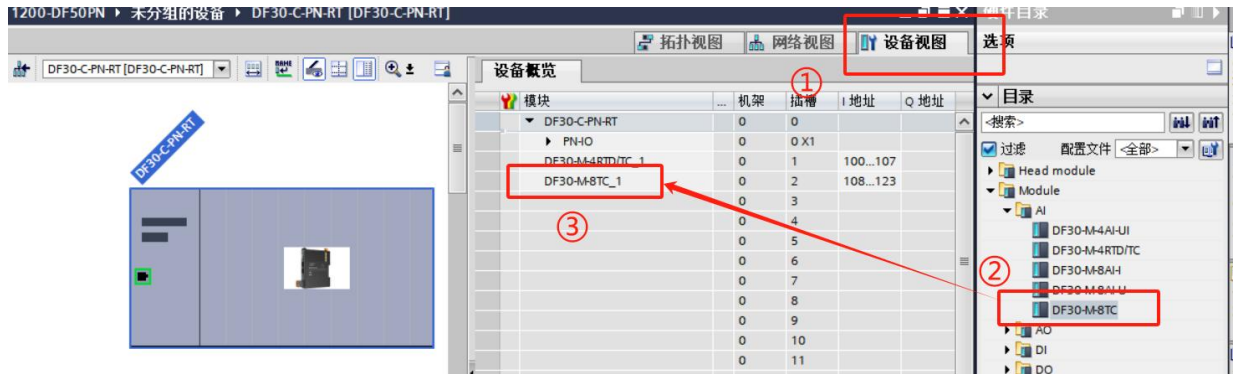 1200-DF50PN ▸ 未分组的设备 ▸ DF30-C-PN-RT [DF30-C-PN-RT]
硬件目录
拓扑视图 网络视图 设备视图
选项
DF30-C-PN-RT [DF30-C-PN-RT]
设备概览
①
模块 ... 机架 插槽 I 地址 Q 地址
DF30-C-PN-RT 0 0
PN-IO 0 0 X1
DF30-M-4RTD/TC_1 0 1 100...107
DF30-M-8TC_1 0 2 108...123
0 3
0 4
0 5
0 6
0 7
0 8
0 9
0 10
0 11
③
DF30-C-PN-RT
目录
<搜索>
过滤 配置文件 <全部>
Head module
Module
AI
DF30-M-4AI-UI
DF30-M-4RTD/TC
DF30-M-8AI-I
DF30-M-8AI-U
②
DF30-M-8TC
AO
DI
DO